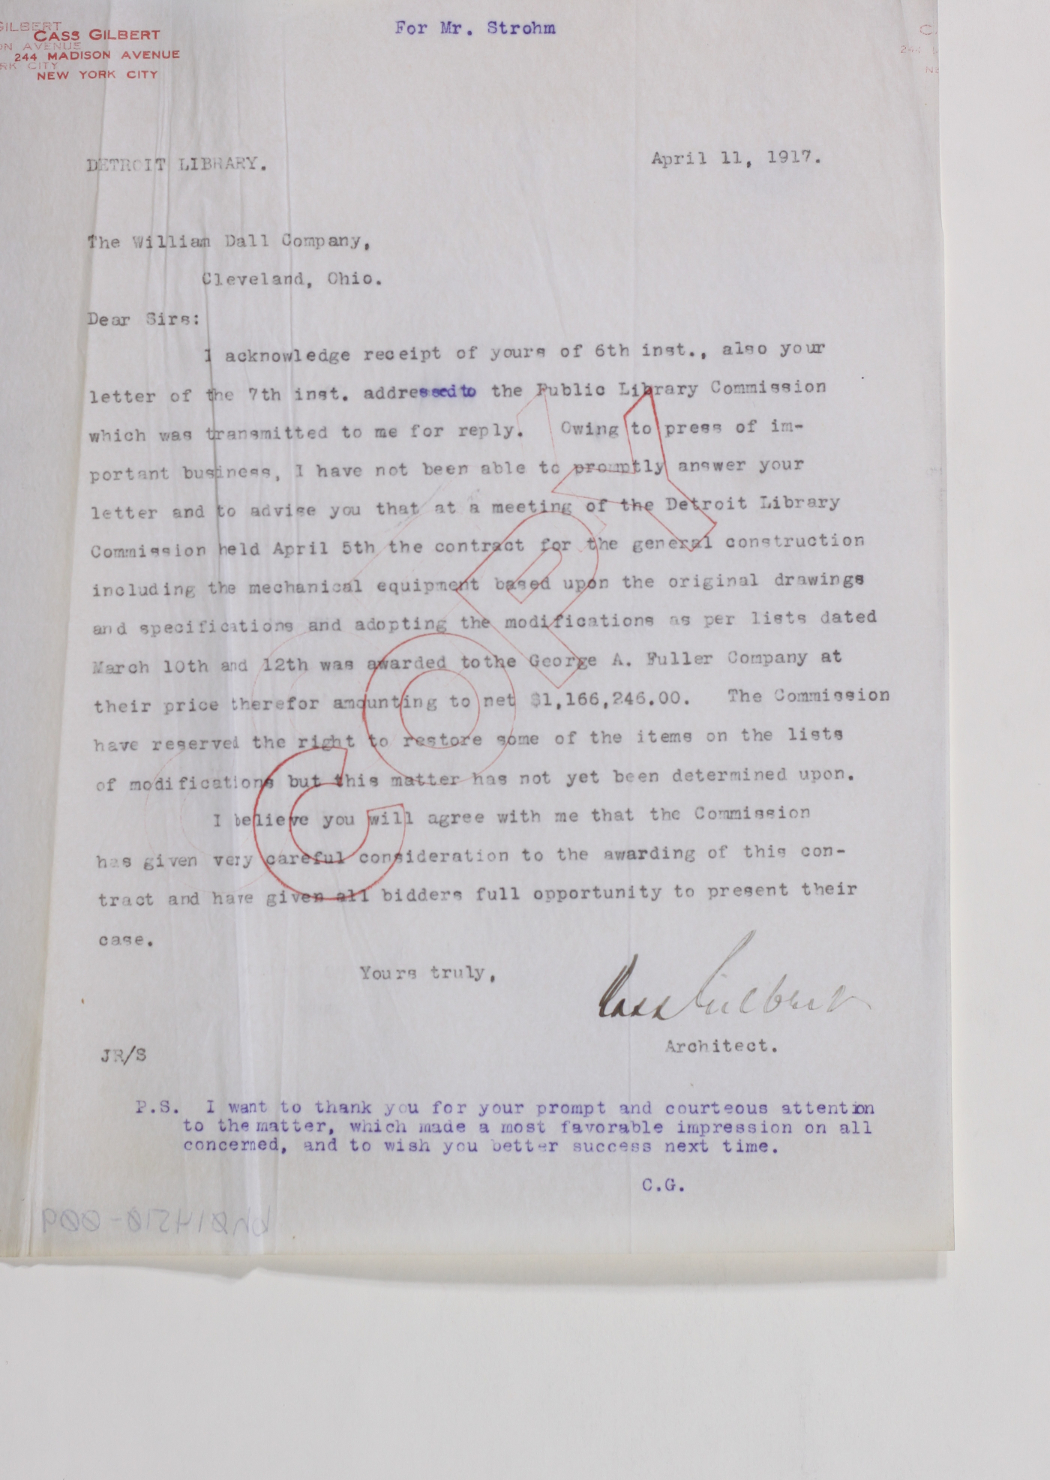 For Mr. Strohm
CASS GILBERT
244 MADISON AVENUE
NEW YORK CITY
DETROIT LIBRARY.
April 11, 1917.
The William Dall Company,
Cleveland, Ohio.
Dear Sirs:
I acknowledge receipt of yours of 6th inst., also your
letter of the 7th inst. addressed to the Public Library Commission
which was transmitted to me for reply. Owing to press of im-
portant business, I have not been able to promptly answer your
letter and to advise you that at a meeting of the Detroit Library
Commission held April 5th the contract for the general construction
including the mechanical equipment based upon the original drawings
and specifications and adopting the modifications as per lists dated
March 10th and 12th was awarded to the George A. Fuller Company at
their price therefor amounting to net $1,166,246.00. The Commission
have reserved the right to restore some of the items on the lists
of modifications but this matter has not yet been determined upon.
I believe you will agree with me that the Commission
has given very careful consideration to the awarding of this con-
tract and have given all bidders full opportunity to present their
case.
Yours truly,
Cass Gilbert
Architect.
JR/S
P.S. I want to thank you for your prompt and courteous attention
to the matter, which made a most favorable impression on all
concerned, and to wish you better success next time.
C.G.
COPY